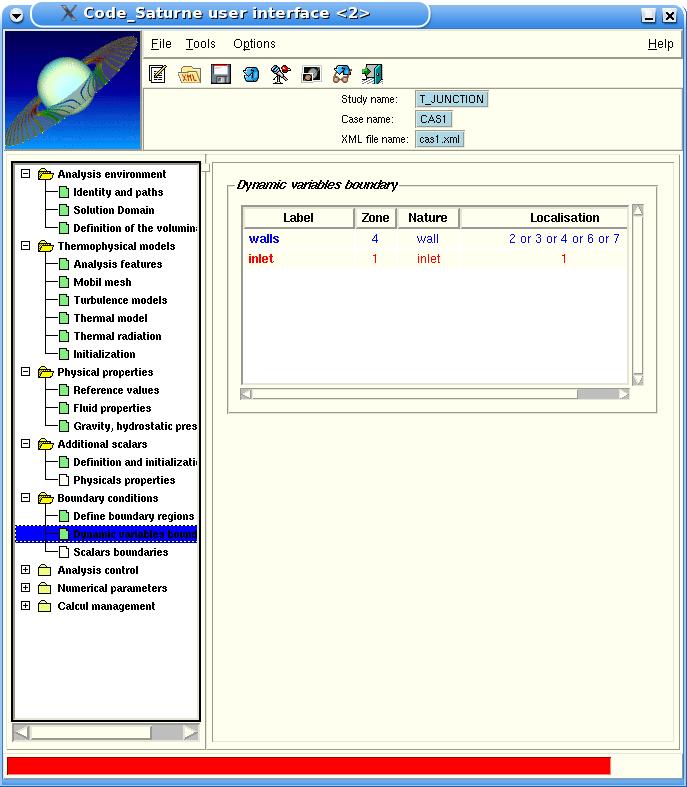 Code_Saturne user interface <2>
File Tools Options Help
XML
Study name: T_JUNCTION
Case name: CAS1
XML file name: cas1.xml
Analysis environment
Identity and paths
Solution Domain
Definition of the volumin
Thermophysical models
Analysis features
Mobil mesh
Turbulence models
Thermal model
Thermal radiation
Initialization
Physical properties
Reference values
Fluid properties
Gravity, hydrostatic pres
Additional scalars
Definition and initializati
Physicals properties
Boundary conditions
Define boundary regions
Dynamic variables bound
Scalars boundaries
Analysis control
Numerical parameters
Calcul management
Dynamic variables boundary
Label Zone Nature Localisation
walls 4 wall 2 or 3 or 4 or 6 or 7
inlet 1 inlet 1